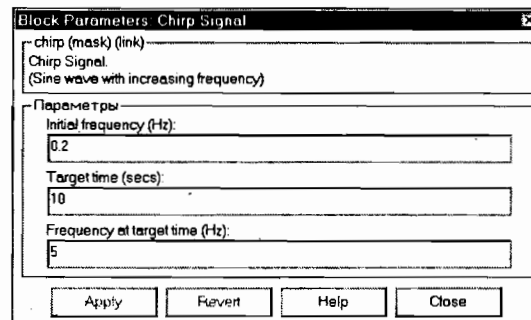 Block Parameters: Chirp Signal
chirp (mask) (link)
Chirp Signal.
(Sine wave with increasing frequency)
Параметры
Initial frequency (Hz):
0.2
Target time (secs):
10
Frequency at target time (Hz):
5
Apply Revert Help Close